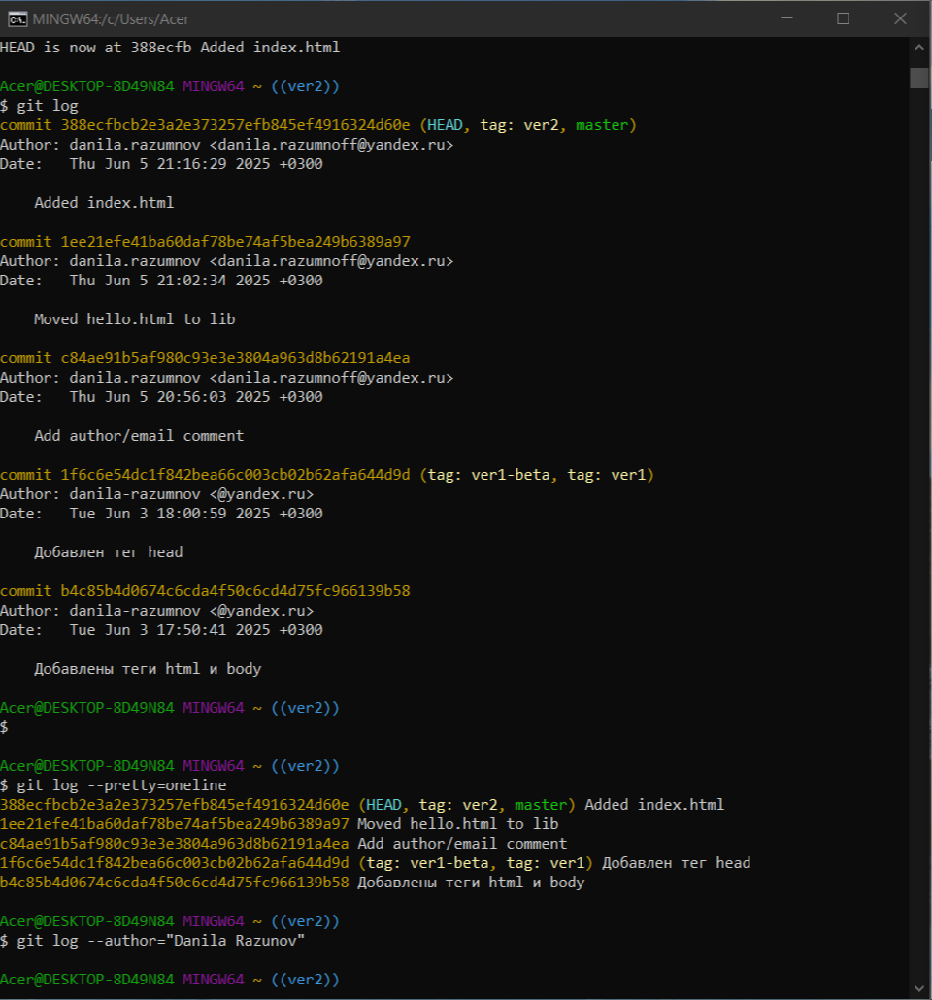 MINGW64:/c/Users/Acer
HEAD is now at 388ecfb Added index.html
Acer@DESKTOP-8D49N84 MINGW64 ~ ((ver2))
$ git log
commit 388ecfbcb2e3a2e373257efb845ef4916324d60e (HEAD, tag: ver2, master)
Author: danila.razumnov <danila.razumnoff@yandex.ru>
Date:   Thu Jun 5 21:16:29 2025 +0300
    Added index.html
commit 1ee21efe41ba60daf78be74af5bea249b6389a97
Author: danila.razumnov <danila.razumnoff@yandex.ru>
Date:   Thu Jun 5 21:02:34 2025 +0300
    Moved hello.html to lib
commit c84ae91b5af980c93e3e3804a963d8b62191a4ea
Author: danila.razumnov <danila.razumnoff@yandex.ru>
Date:   Thu Jun 5 20:56:03 2025 +0300
    Add author/email comment
commit 1f6c6e54dc1f842bea66c003cb02b62afa644d9d (tag: ver1-beta, tag: ver1)
Author: danila-razumnov <@yandex.ru>
Date:   Tue Jun 3 18:00:59 2025 +0300
    Добавлен тег head
commit b4c85b4d0674c6cda4f50c6cd4d75fc966139b58
Author: danila-razumnov <@yandex.ru>
Date:   Tue Jun 3 17:50:41 2025 +0300
    Добавлены теги html и body
Acer@DESKTOP-8D49N84 MINGW64 ~ ((ver2))
$
Acer@DESKTOP-8D49N84 MINGW64 ~ ((ver2))
$ git log --pretty=oneline
388ecfbcb2e3a2e373257efb845ef4916324d60e (HEAD, tag: ver2, master) Added index.html
1ee21efe41ba60daf78be74af5bea249b6389a97 Moved hello.html to lib
c84ae91b5af980c93e3e3804a963d8b62191a4ea Add author/email comment
1f6c6e54dc1f842bea66c003cb02b62afa644d9d (tag: ver1-beta, tag: ver1) Добавлен тег head
b4c85b4d0674c6cda4f50c6cd4d75fc966139b58 Добавлены теги html и body
Acer@DESKTOP-8D49N84 MINGW64 ~ ((ver2))
$ git log --author="Danila Razunov"
Acer@DESKTOP-8D49N84 MINGW64 ~ ((ver2))